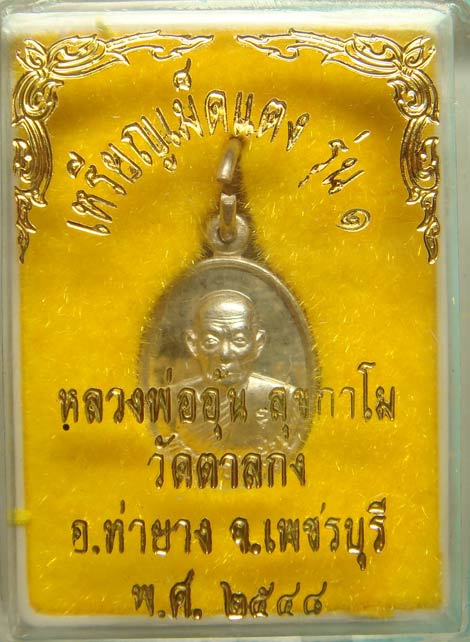 เหรียญเม็ดแตง รุ่น ๑
หลวงพ่ออุ้น สุขกาโม
วัดตาลกง
อ.ท่ายาง จ.เพชรบุรี
พ.ศ. ๒๕๔๘